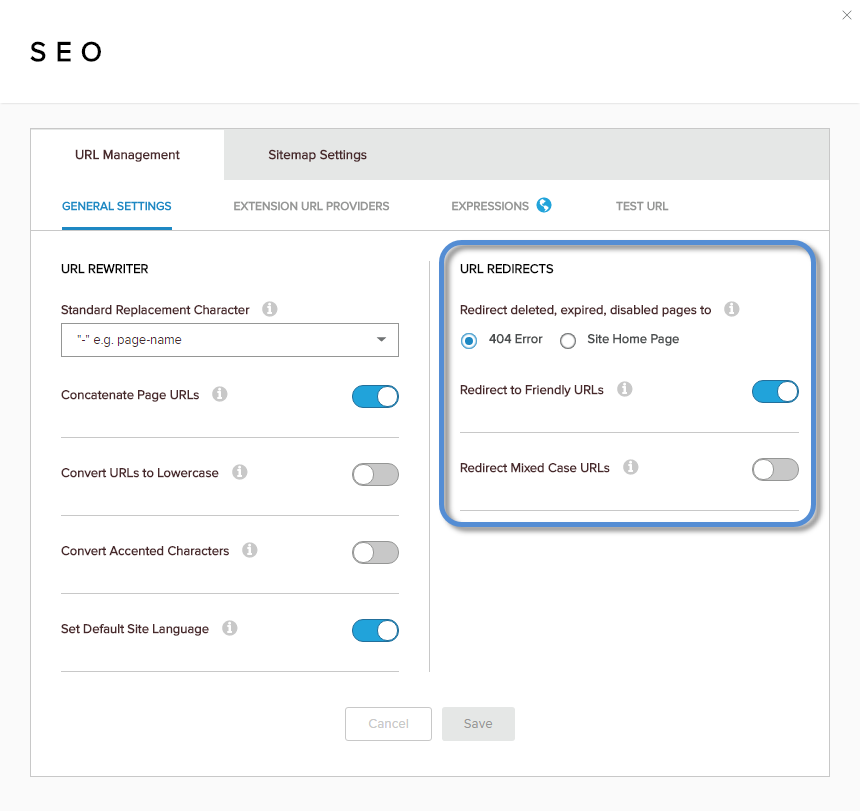 SEO
URL Management
Sitemap Settings
GENERAL SETTINGS
EXTENSION URL PROVIDERS
EXPRESSIONS
TEST URL
URL REWRITER
Standard Replacement Character
"-" e.g. page-name
Concatenate Page URLs
Convert URLs to Lowercase
Convert Accented Characters
Set Default Site Language
URL REDIRECTS
Redirect deleted, expired, disabled pages to
404 Error
Site Home Page
Redirect to Friendly URLs
Redirect Mixed Case URLs
Cancel
Save